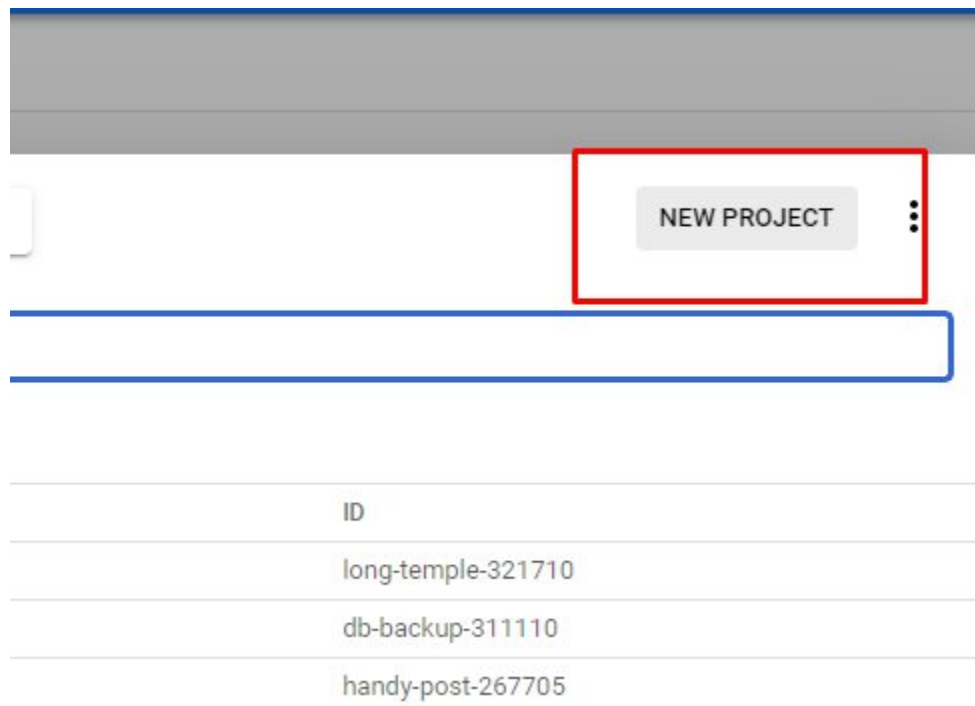 NEW PROJECT
ID
long-temple-321710
db-backup-311110
handy-post-267705